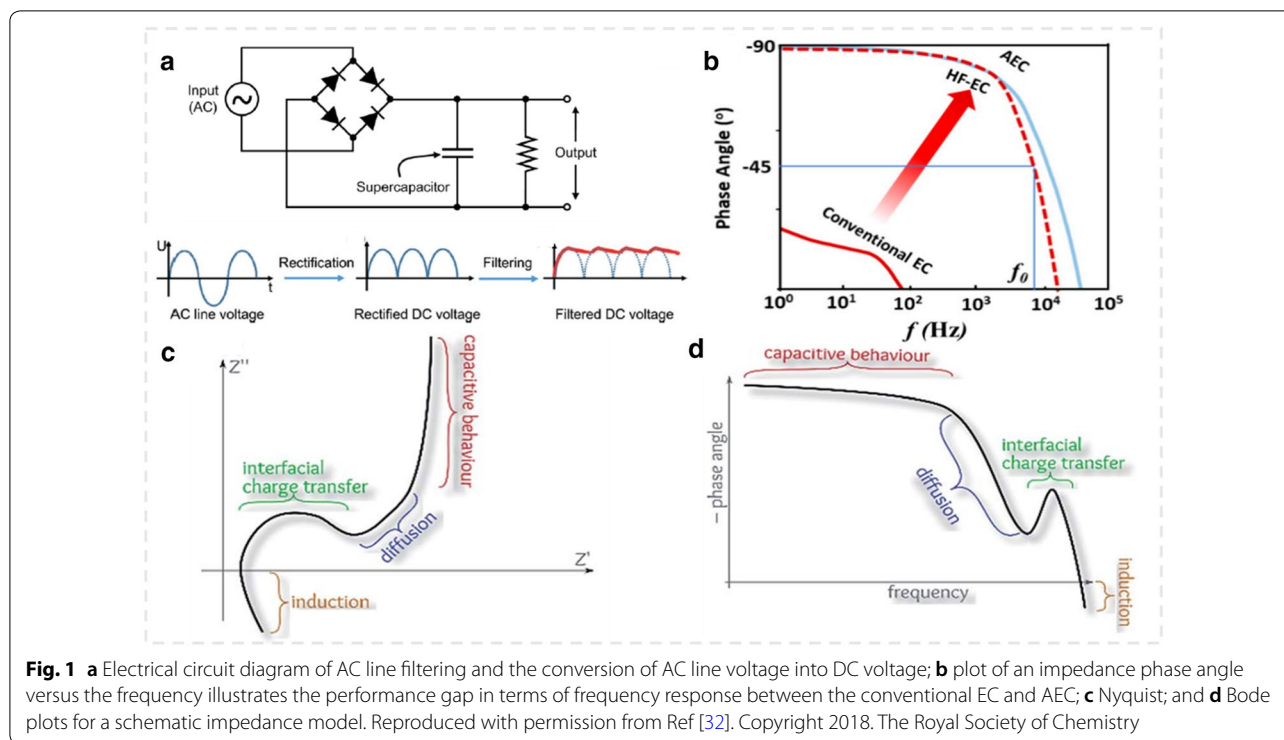 a
Input
(AC)
Supercapacitor
Output
U
t
Rectification
Filtering
AC line voltage
Rectified DC voltage
Filtered DC voltage
b
Phase Angle (°)
-90
-45
AEC
HF-EC
Conventional EC
f0
10⁰ 10¹ 10² 10³ 10⁴ 10⁵
f (Hz)
c
Z''
Z'
interfacial
charge transfer
diffusion
capacitive
behaviour
induction
d
capacitive behaviour
– phase angle
diffusion
interfacial
charge transfer
frequency
induction
Fig. 1 a Electrical circuit diagram of AC line filtering and the conversion of AC line voltage into DC voltage; b plot of an impedance phase angle
versus the frequency illustrates the performance gap in terms of frequency response between the conventional EC and AEC; c Nyquist; and d Bode
plots for a schematic impedance model. Reproduced with permission from Ref [32]. Copyright 2018. The Royal Society of Chemistry